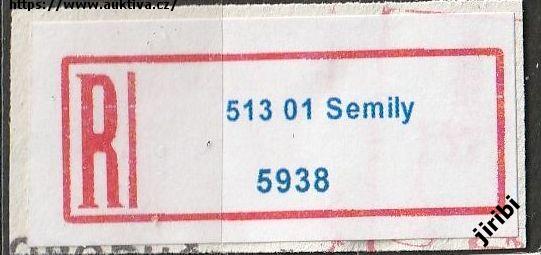 https://www.auktiva.cz/
R
513 01 Semily
5938
jiribi